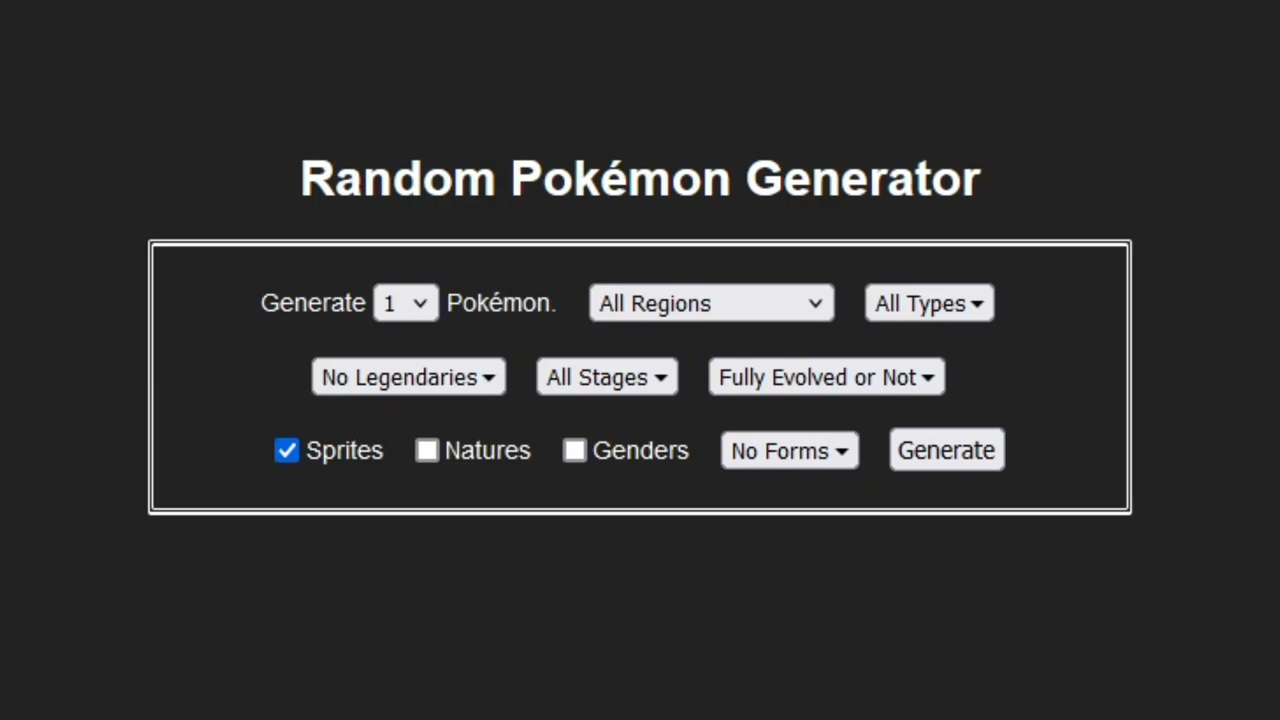 Random Pokémon Generator
Generate 1 Pokémon. All Regions All Types
No Legendaries All Stages Fully Evolved or Not
Sprites Natures Genders No Forms Generate